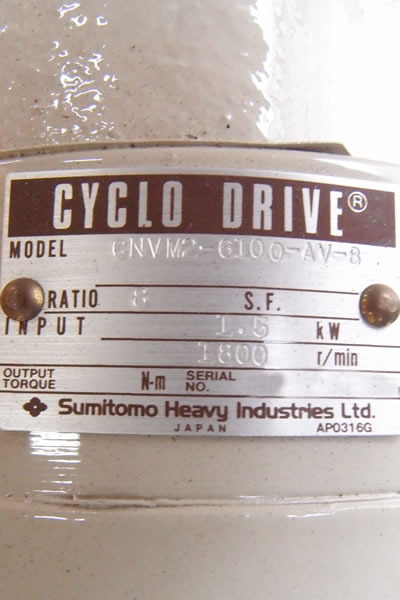 CYCLO DRIVE®
MODEL CNVM2-6100-AV-8
RATIO 8 S.F.
INPUT 1.5 kW
1800 r/min
OUTPUT TORQUE N-m SERIAL NO.
Sumitomo Heavy Industries Ltd.
JAPAN AP0316G